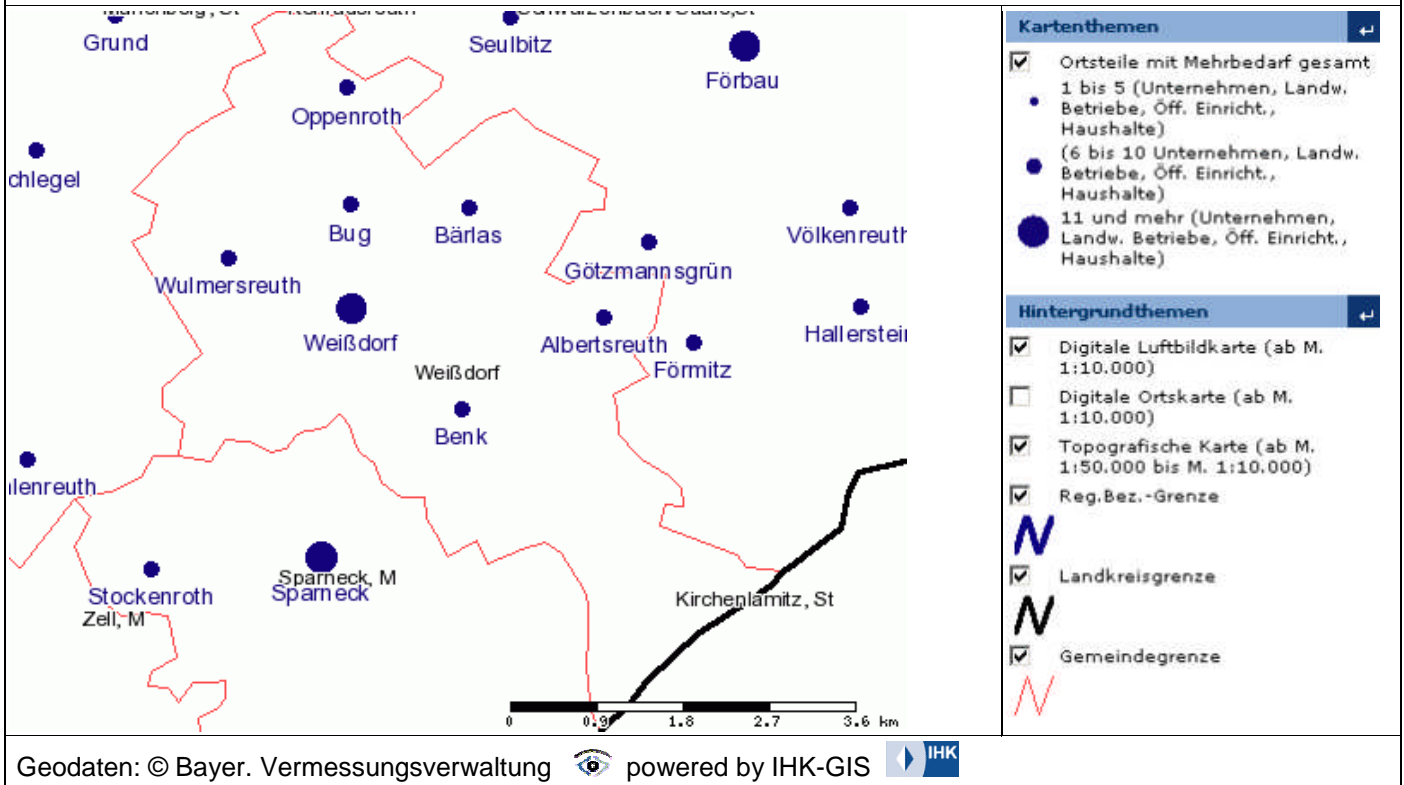 Grund
Seulbitz
Förbau
Oppenroth
chlegel
Bug
Bärlas
Völkenreuth
Götzmannsgrün
Wulmersreuth
Weißdorf
Albertsreuth
Hallerstein
Förmitz
Weißdorf
Benk
lenreuth
Sparneck, M
Stockenroth
Sparneck
Kirchenlamitz, St
Zell, M
0 0.9 1.8 2.7 3.6 km
Kartenthemen
Ortsteile mit Mehrbedarf gesamt
1 bis 5 (Unternehmen, Landw.
Betriebe, Öff. Einricht.,
Haushalte)
(6 bis 10 Unternehmen, Landw.
Betriebe, Öff. Einricht.,
Haushalte)
11 und mehr (Unternehmen,
Landw. Betriebe, Öff. Einricht.,
Haushalte)
Hintergrundthemen
Digitale Luftbildkarte (ab M.
1:10.000)
Digitale Ortskarte (ab M.
1:10.000)
Topografische Karte (ab M.
1:50.000 bis M. 1:10.000)
Reg.Bez.-Grenze
Landkreisgrenze
Gemeindegrenze
Geodaten: © Bayer. Vermessungsverwaltung powered by IHK-GIS IHK